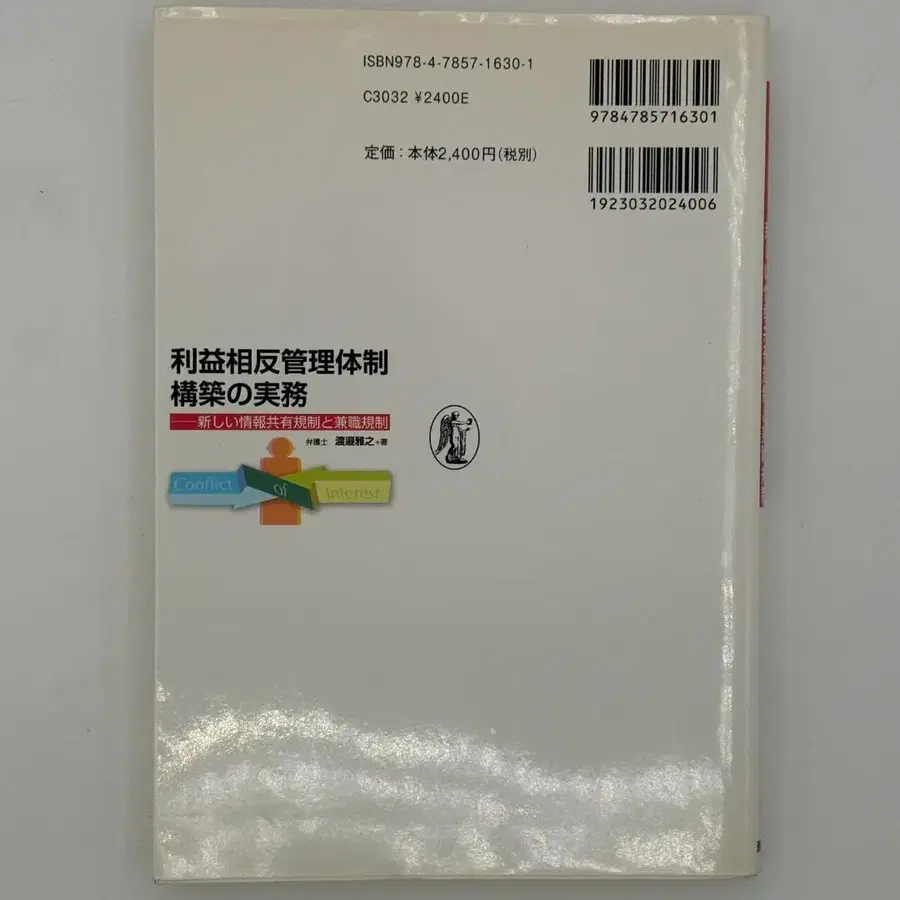 ISBN978-4-7857-1630-1
C3032 ¥2400E
定価：本体2,400円(税別)
9784785716301
1923032024006
利益相反管理体制
構築の実務
──新しい情報共有規制と兼職規制
弁護士 渡邉雅之＋著
Conflict of Interest